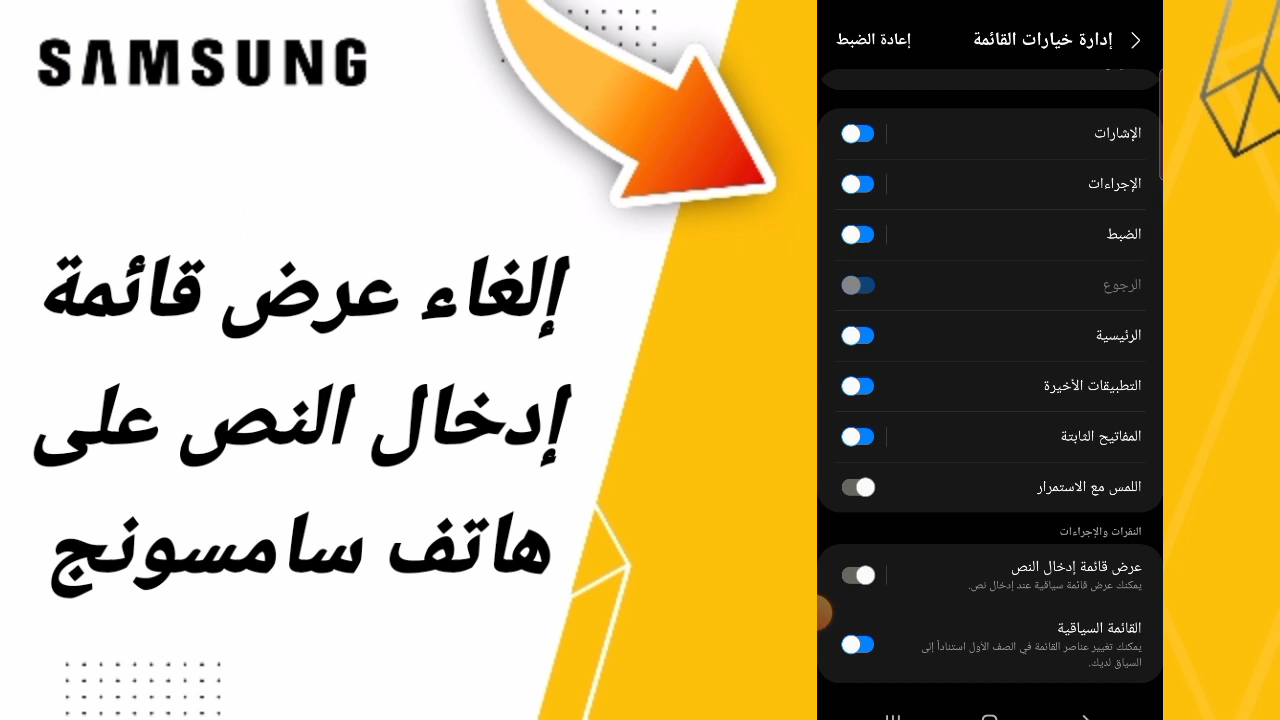 SAMSUNG
إلغاء عرض قائمة
إدخال النص على
هاتف سامسونج
إدارة خيارات القائمة
إعادة الضبط
الإشارات
الإجراءات
الضبط
الرجوع
الرئيسية
التطبيقات الأخيرة
المفاتيح الثابتة
اللمس مع الاستمرار
النقرات والإجراءات
عرض قائمة إدخال النص
يمكنك عرض قائمة سياقية عند إدخال نص.
القائمة السياقية
يمكنك تغيير عناصر القائمة في الصف الأول استناداً إلى
السياق لديك.